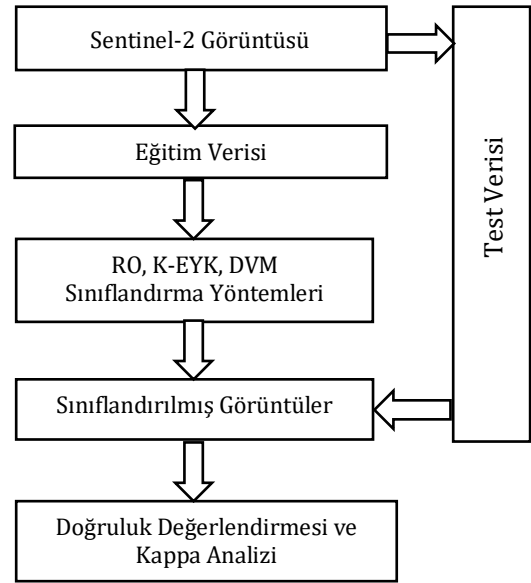 Sentinel-2 Görüntüsü
Eğitim Verisi
RO, K-EYK, DVM
Sınıflandırma Yöntemleri
Sınıflandırılmış Görüntüler
Doğruluk Değerlendirmesi ve
Kappa Analizi
Test Verisi